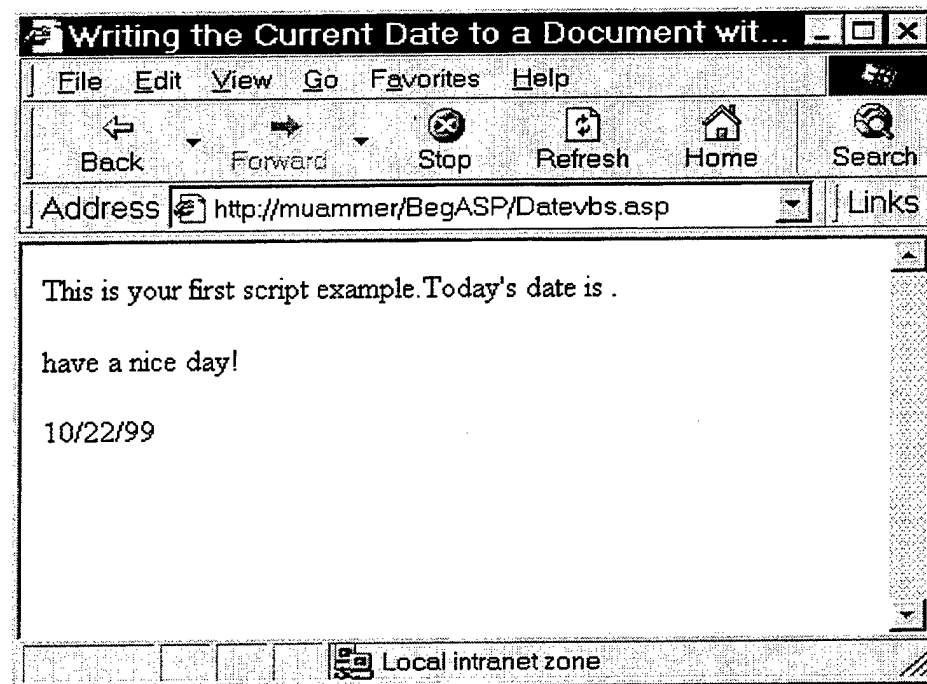 Writing the Current Date to a Document wit...
File Edit View Go Favorites Help
Back Forward Stop Refresh Home Search
Address http://muammer/BegASP/Datevbs.asp Links
This is your first script example.Today's date is .
have a nice day!
10/22/99
Local intranet zone